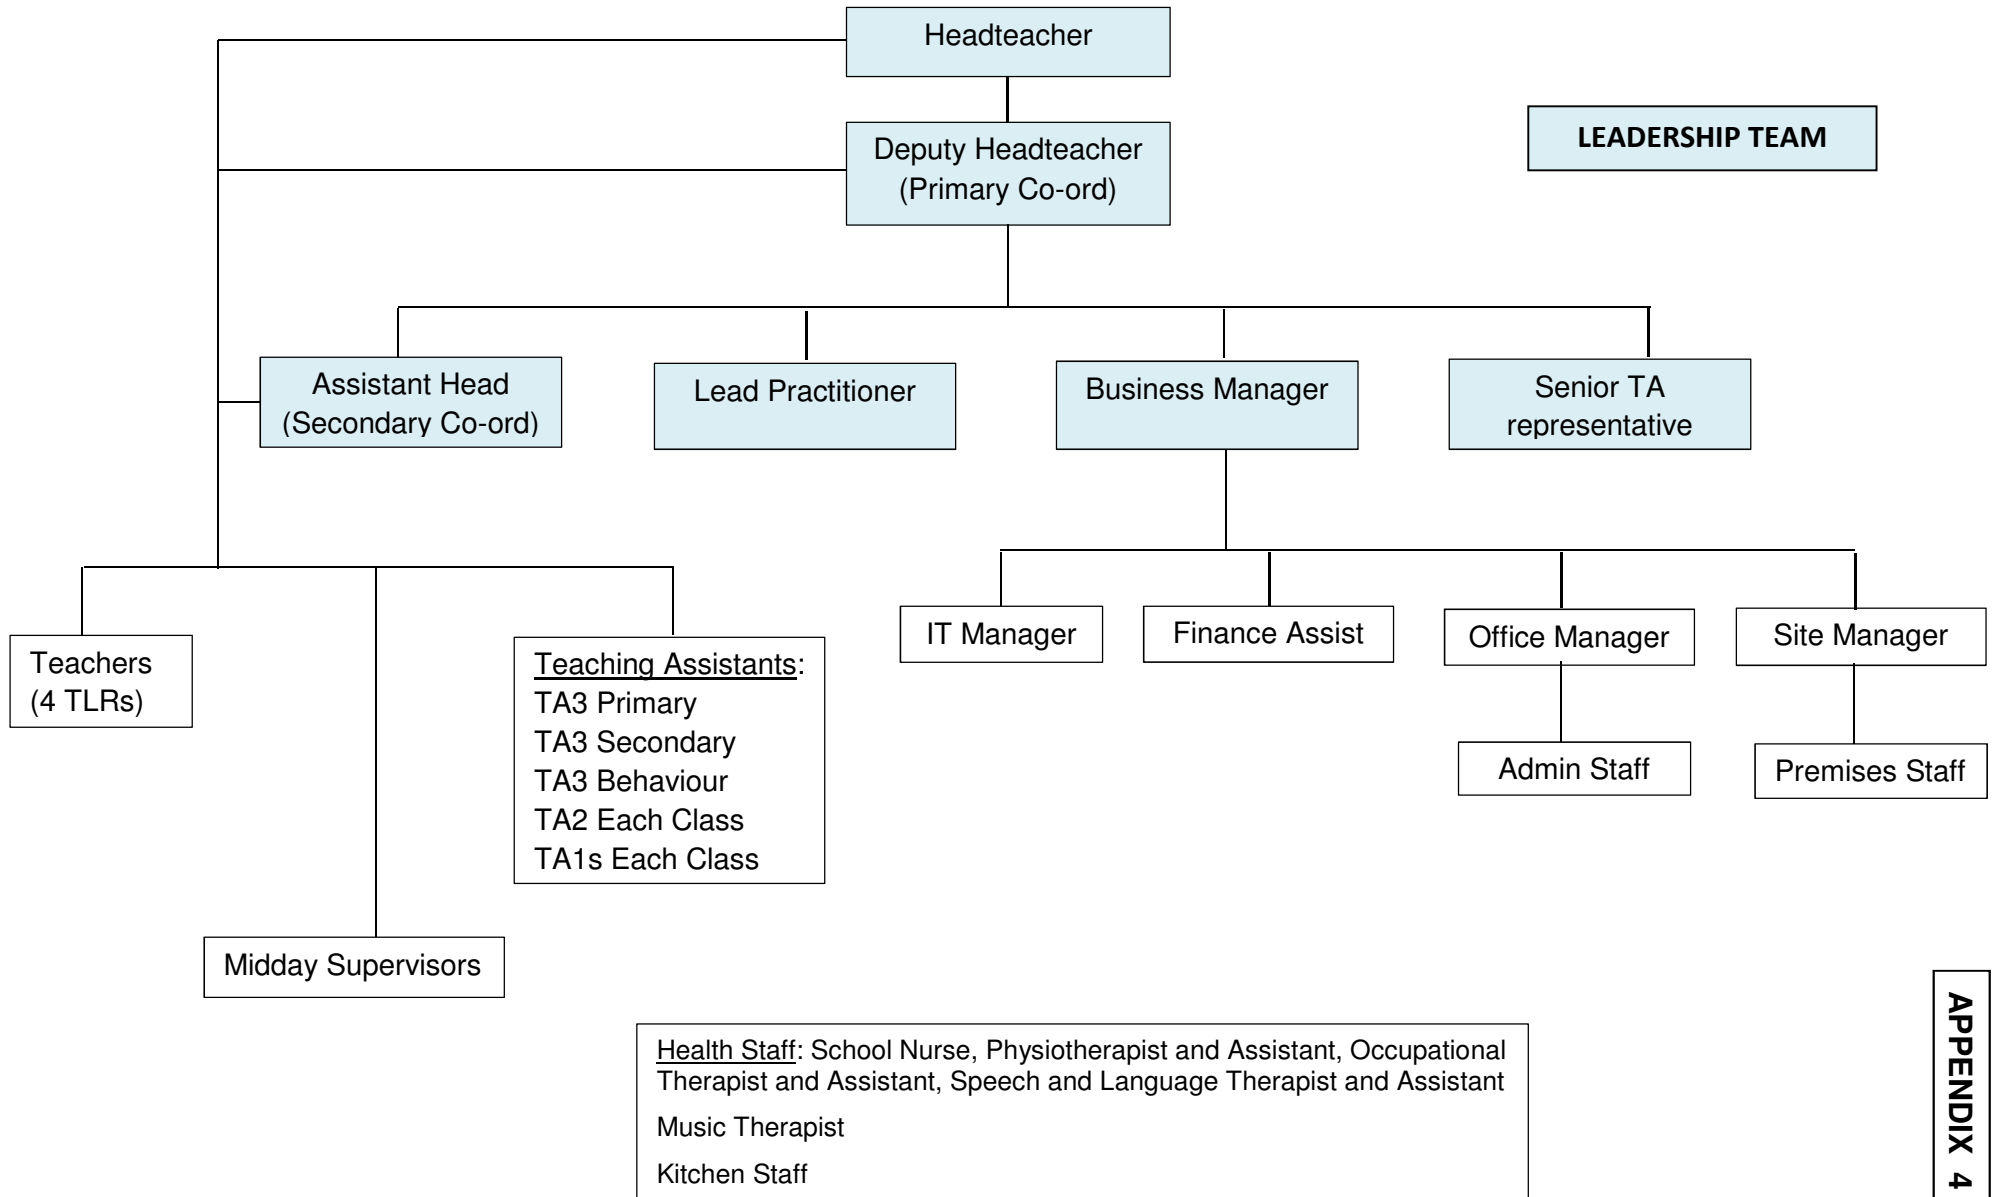 Headteacher
LEADERSHIP TEAM
Deputy Headteacher
(Primary Co-ord)
Assistant Head
(Secondary Co-ord)
Lead Practitioner
Business Manager
Senior TA
representative
IT Manager
Finance Assist
Office Manager
Site Manager
Teachers
(4 TLRs)
Teaching Assistants:
TA3 Primary
TA3 Secondary
TA3 Behaviour
TA2 Each Class
TA1s Each Class
Admin Staff
Premises Staff
Midday Supervisors
Health Staff: School Nurse, Physiotherapist and Assistant, Occupational
Therapist and Assistant, Speech and Language Therapist and Assistant
Music Therapist
Kitchen Staff
APPENDIX 4